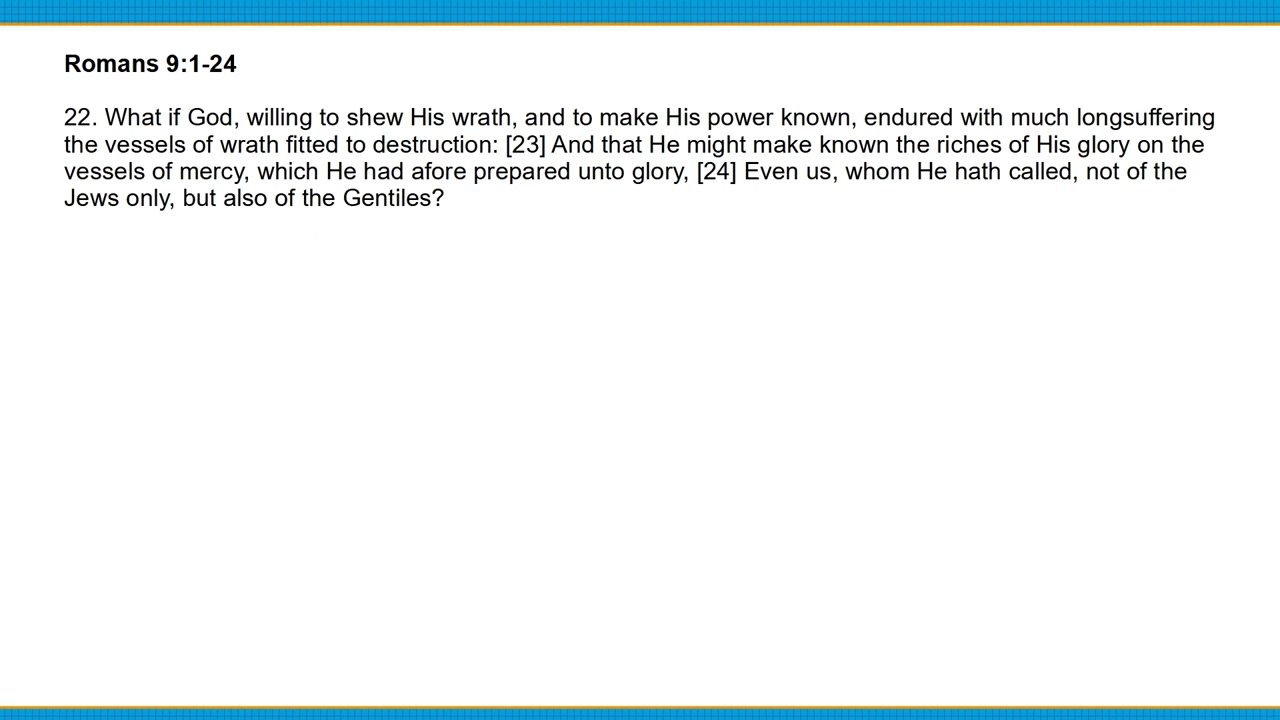 Romans 9:1-24
22. What if God, willing to shew His wrath, and to make His power known, endured with much longsuffering
the vessels of wrath fitted to destruction: [23] And that He might make known the riches of His glory on the
vessels of mercy, which He had afore prepared unto glory, [24] Even us, whom He hath called, not of the
Jews only, but also of the Gentiles?